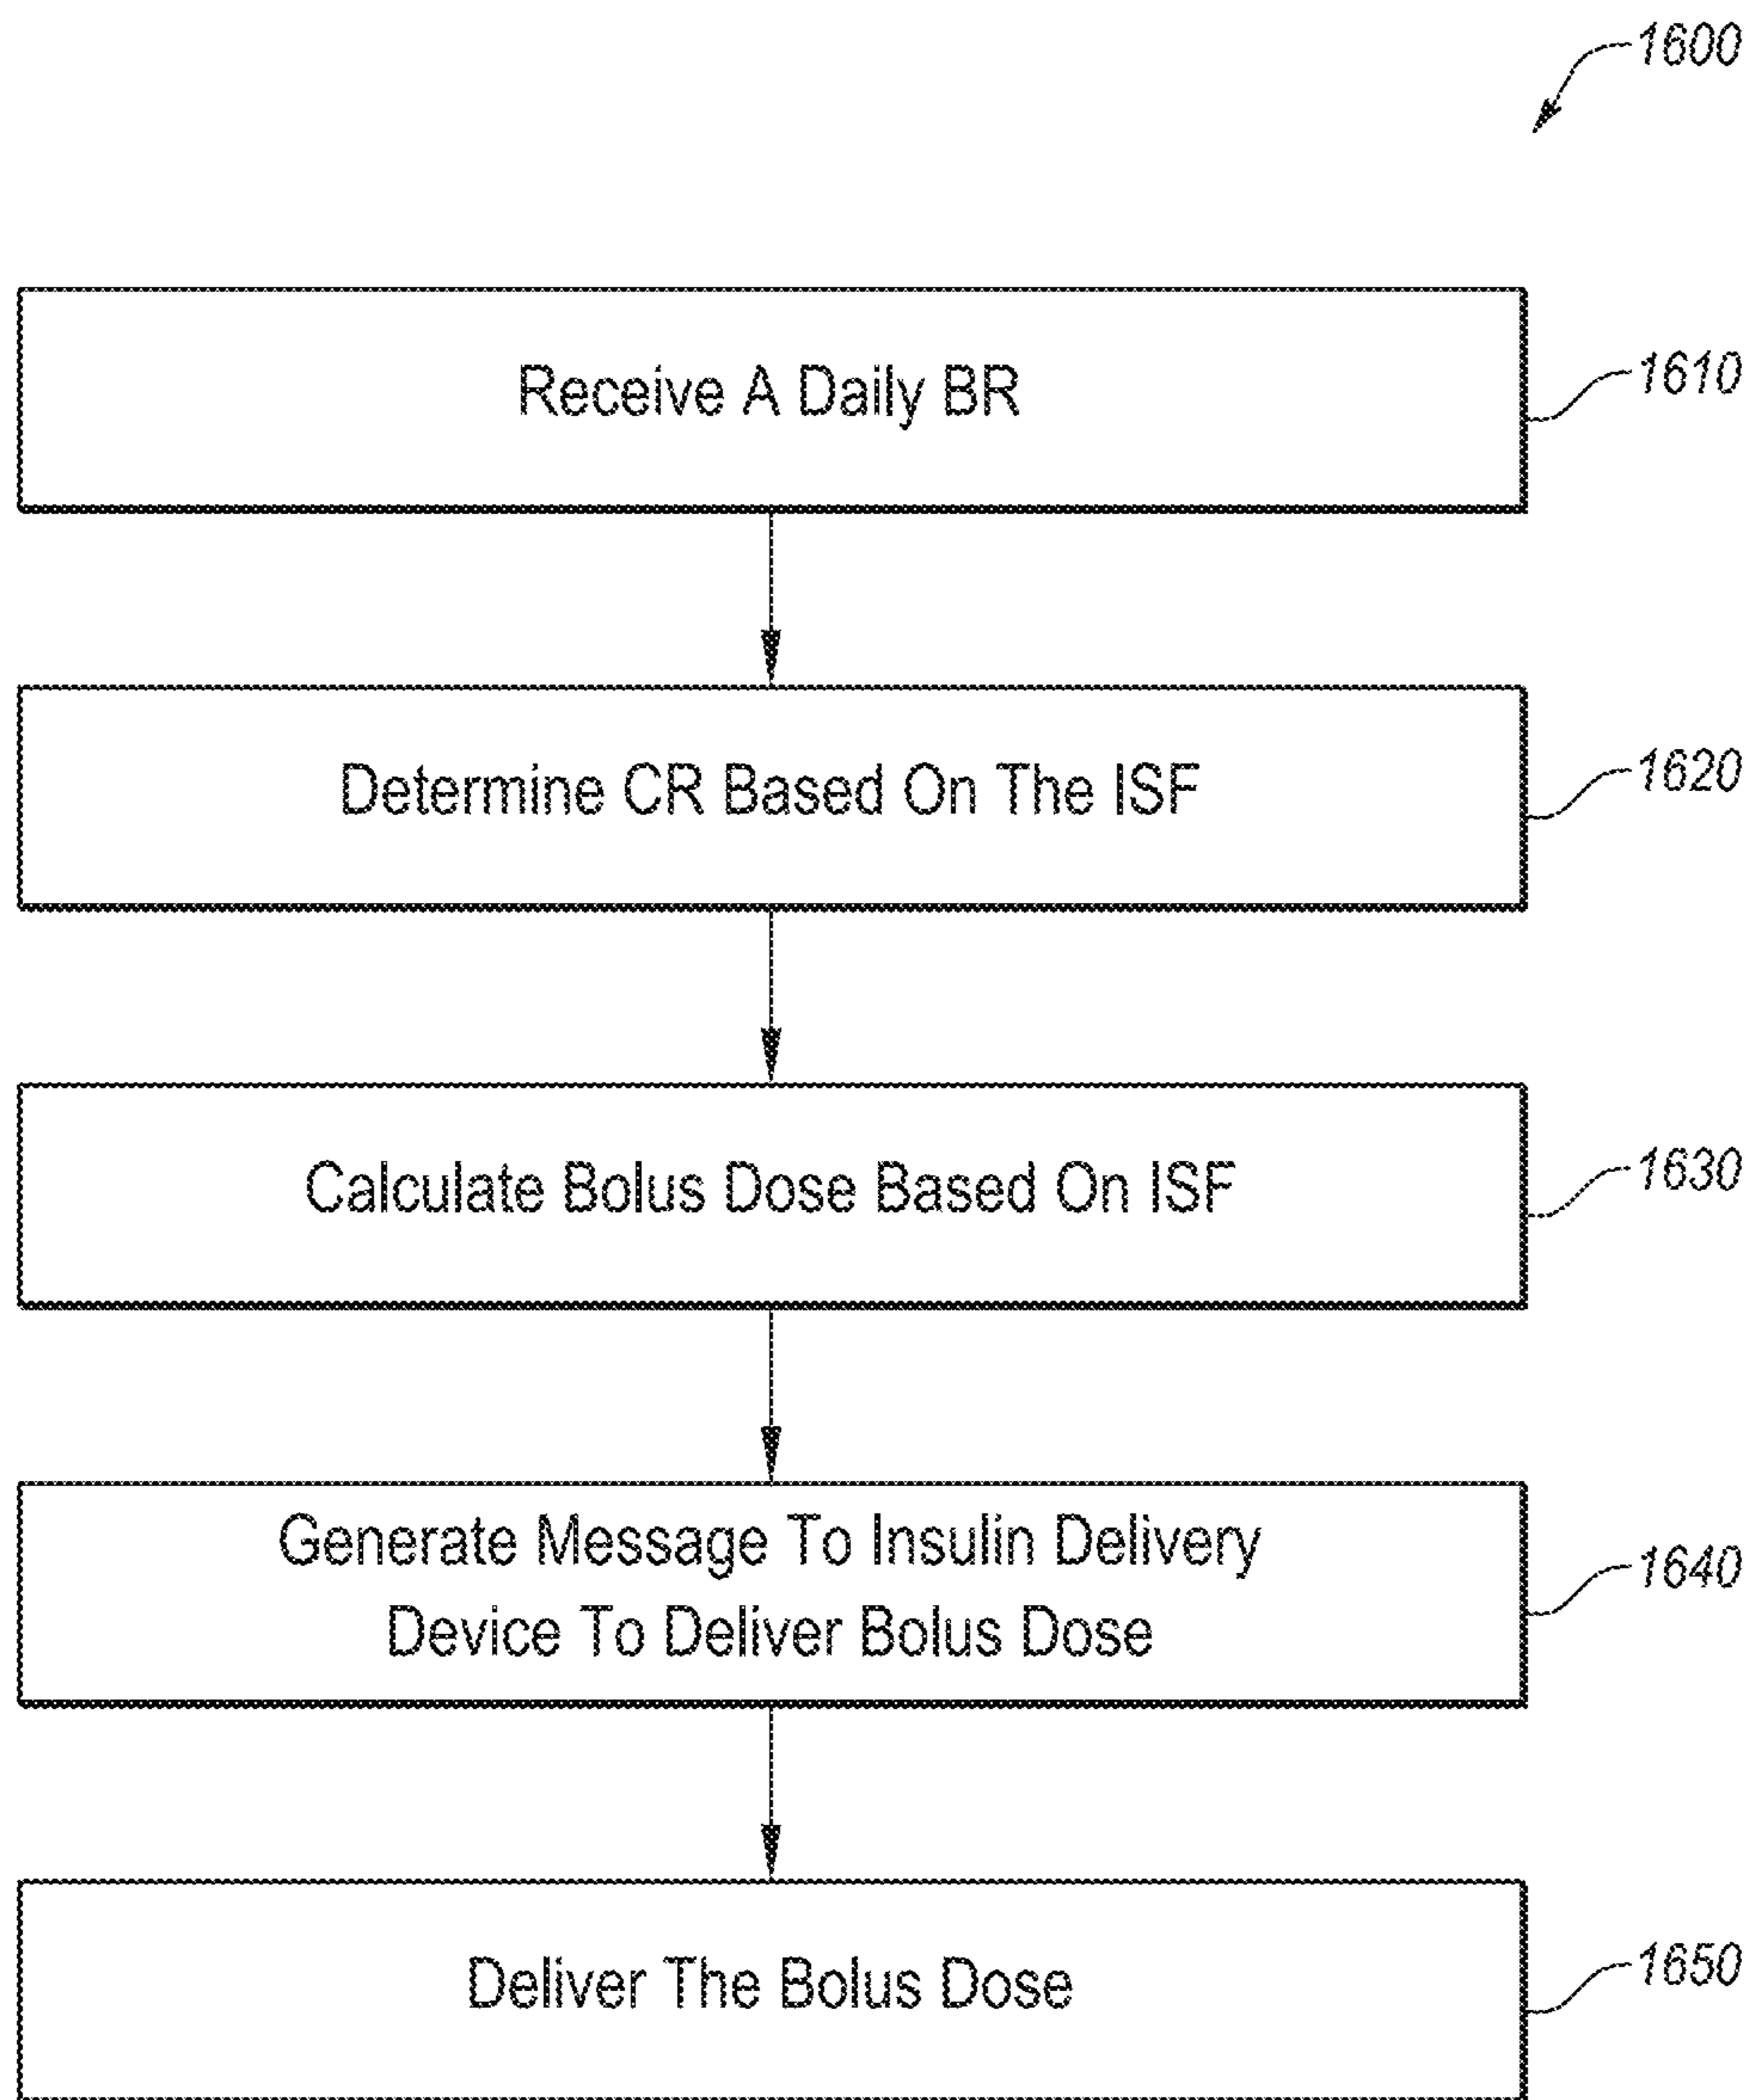 1600
Receive A Daily BR
1610
Determine CR Based On The ISF
1620
Calculate Bolus Dose Based On ISF
1630
Generate Message To Insulin Delivery
Device To Deliver Bolus Dose
1640
Deliver The Bolus Dose
1650